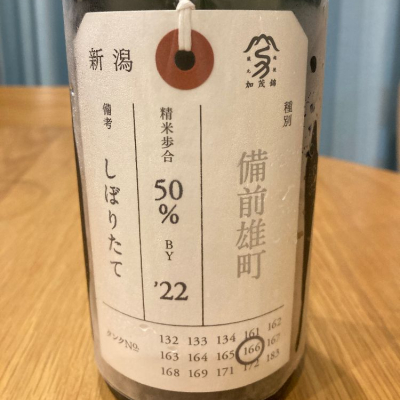 新潟
加茂錦
種別
備前雄町
精米歩合
50%
BY
'22
備考
しぼりたて
タンクNo
132 133 134 161 162
163 164 165 166 167
168 169 171 172 183